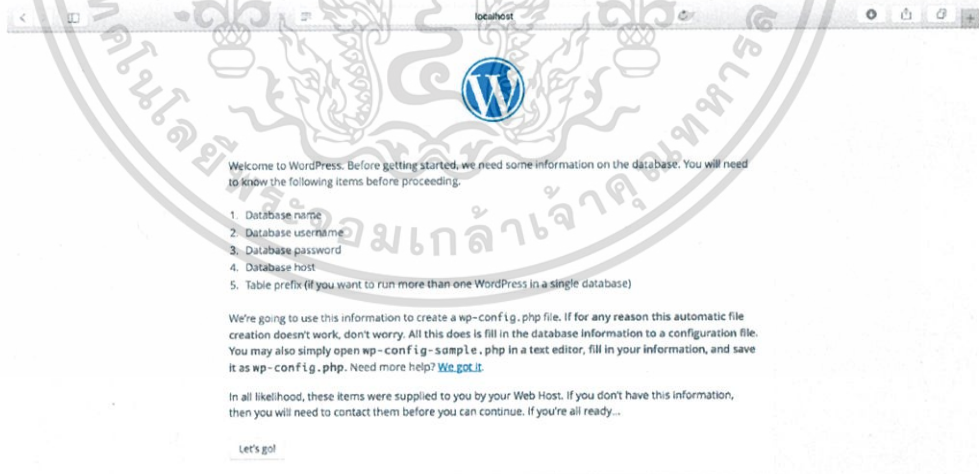 localhost
Welcome to WordPress. Before getting started, we need some information on the database. You will need
to know the following items before proceeding.
1. Database name
2. Database username
3. Database password
4. Database host
5. Table prefix (if you want to run more than one WordPress in a single database)
We're going to use this information to create a wp-config.php file. If for any reason this automatic file
creation doesn't work, don't worry. All this does is fill in the database information to a configuration file.
You may also simply open wp-config-sample.php in a text editor, fill in your information, and save
it as wp-config.php. Need more help? We got it.
In all likelihood, these items were supplied to you by your Web Host. If you don't have this information,
then you will need to contact them before you can continue. If you're all ready...
Let's go!